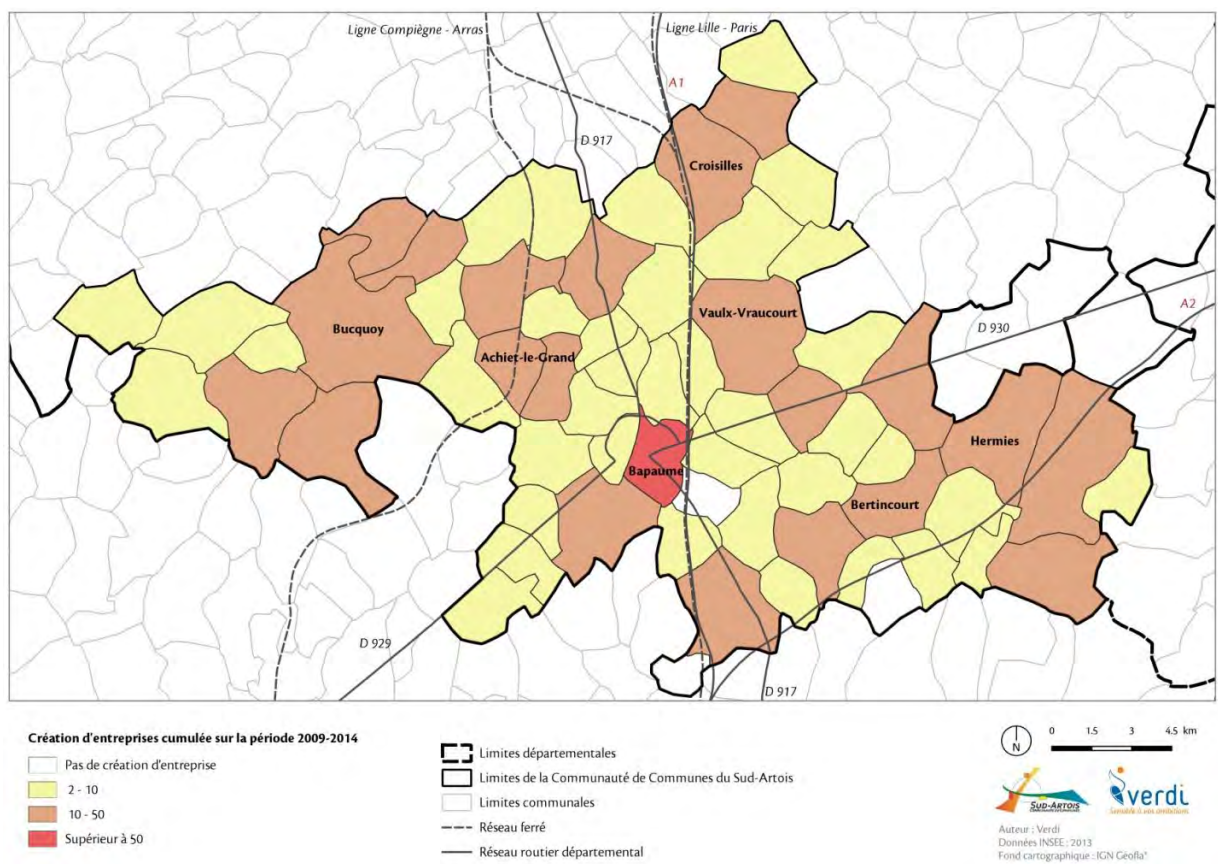 Ligne Compiègne - Arras
Ligne Lille - Paris
A1
D 917
Croisilles
Bucquoy
Vaulx-Vraucourt
D 930
A2
Achiet-le-Grand
Hermies
Bapaume
Bertincourt
D 929
D 917
Création d'entreprises cumulée sur la période 2009-2014
Pas de création d'entreprise
2 - 10
10 - 50
Supérieur à 50
Limites départementales
Limites de la Communauté de Communes du Sud-Artois
Limites communales
Réseau ferré
Réseau routier départemental
N
0 1.5 3 4.5 km
SUD-ARTOIS
verdi
Auteur : Verdi
Données INSEE : 2013
Fond cartographique : IGN Géofla®